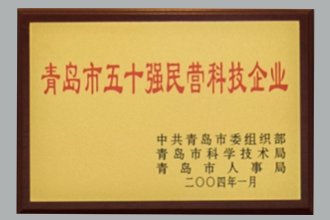 青岛市五十强民营科技企业
中共青岛市委组织部
青岛市科学技术局
青岛市人事局
二〇〇四年一月